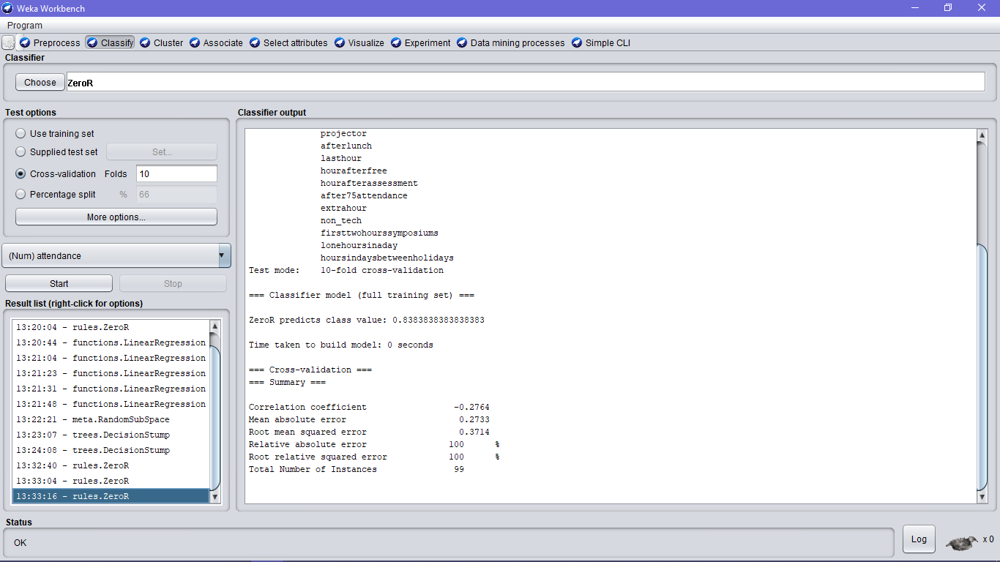 Weka Workbench
Program
Preprocess Classify Cluster Associate Select attributes Visualize Experiment Data mining processes Simple CLI
Classifier
Choose ZeroR
Test options
Use training set
Supplied test set Set...
Cross-validation Folds 10
Percentage split % 66
More options...
(Num) attendance
Start Stop
Result list (right-click for options)
13:20:04 - rules.ZeroR
13:20:44 - functions.LinearRegression
13:21:04 - functions.LinearRegression
13:21:23 - functions.LinearRegression
13:21:31 - functions.LinearRegression
13:21:48 - functions.LinearRegression
13:22:21 - meta.RandomSubSpace
13:23:07 - trees.DecisionStump
13:24:08 - trees.DecisionStump
13:32:40 - rules.ZeroR
13:33:04 - rules.ZeroR
13:33:16 - rules.ZeroR
Classifier output
projector
afterlunch
lasthour
hourafterfree
hourafterassessment
after75attendance
extrahour
non_tech
firsttwohourssymposiums
lonehoursinaday
hoursindaysbetweenholidays
Test mode: 10-fold cross-validation
=== Classifier model (full training set) ===
ZeroR predicts class value: 0.8383838383838383
Time taken to build model: 0 seconds
=== Cross-validation ===
=== Summary ===
Correlation coefficient -0.2764
Mean absolute error 0.2733
Root mean squared error 0.3714
Relative absolute error 100 %
Root relative squared error 100 %
Total Number of Instances 99
Status
OK
Log
x 0